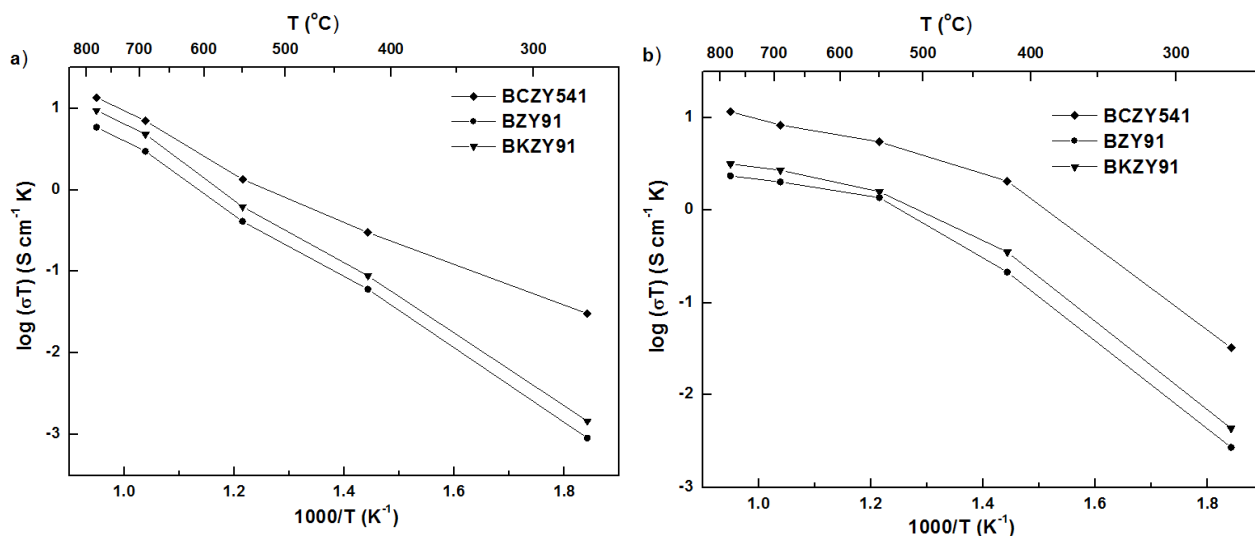 a)
T (°C)
800 700 600 500 400 300
BCZY541
BZY91
BKZY91
log (σT) (S cm⁻¹ K)
1
0
-1
-2
-3
1.0 1.2 1.4 1.6 1.8
1000/T (K⁻¹)
b)
T (°C)
800 700 600 500 400 300
BCZY541
BZY91
BKZY91
log (σT) (S cm⁻¹ K)
1
0
-1
-2
-3
1.0 1.2 1.4 1.6 1.8
1000/T (K⁻¹)